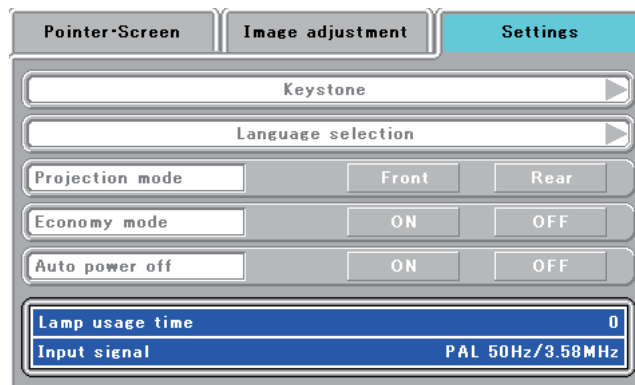 Pointer·Screen Image adjustment Settings
Keystone
Language selection
Projection mode Front Rear
Economy mode ON OFF
Auto power off ON OFF
Lamp usage time 0
Input signal PAL 50Hz/3.58MHz